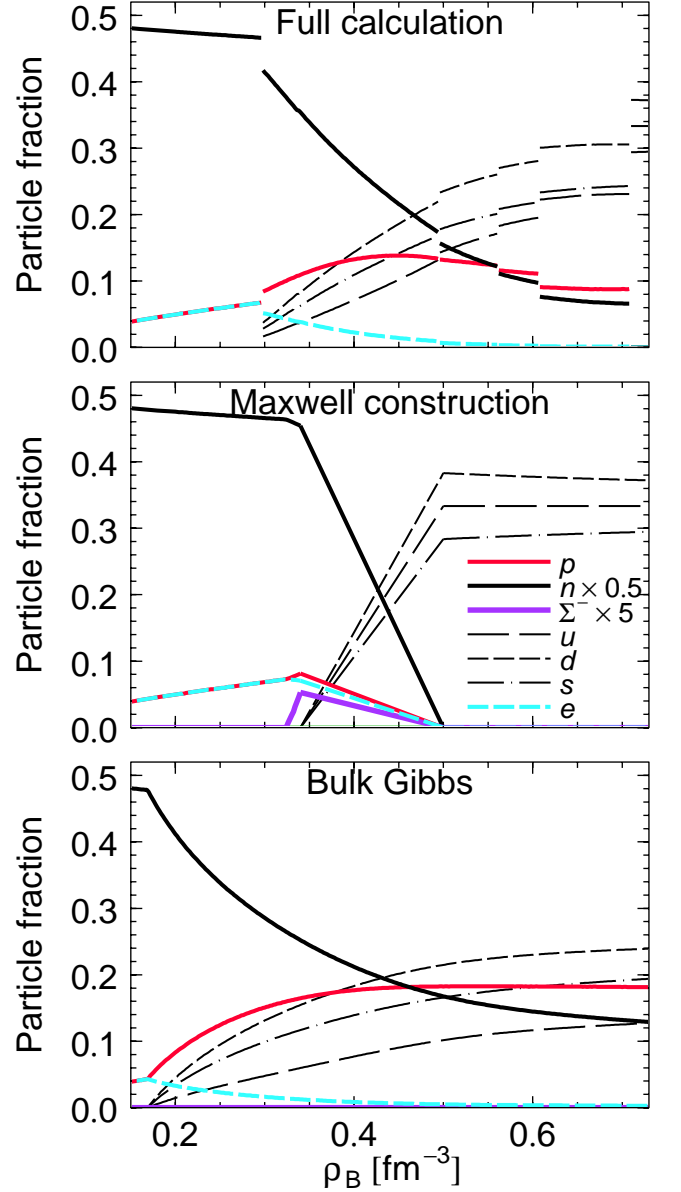 Full calculation
0.5
0.4
0.3
0.2
0.1
0.0
Particle fraction
Maxwell construction
0.5
0.4
0.3
0.2
0.1
0.0
Particle fraction
p
n × 0.5
Σ⁻ × 5
u
d
s
e
Bulk Gibbs
0.5
0.4
0.3
0.2
0.1
0.0
Particle fraction
0.2 0.4 0.6
ρB [fm⁻³]